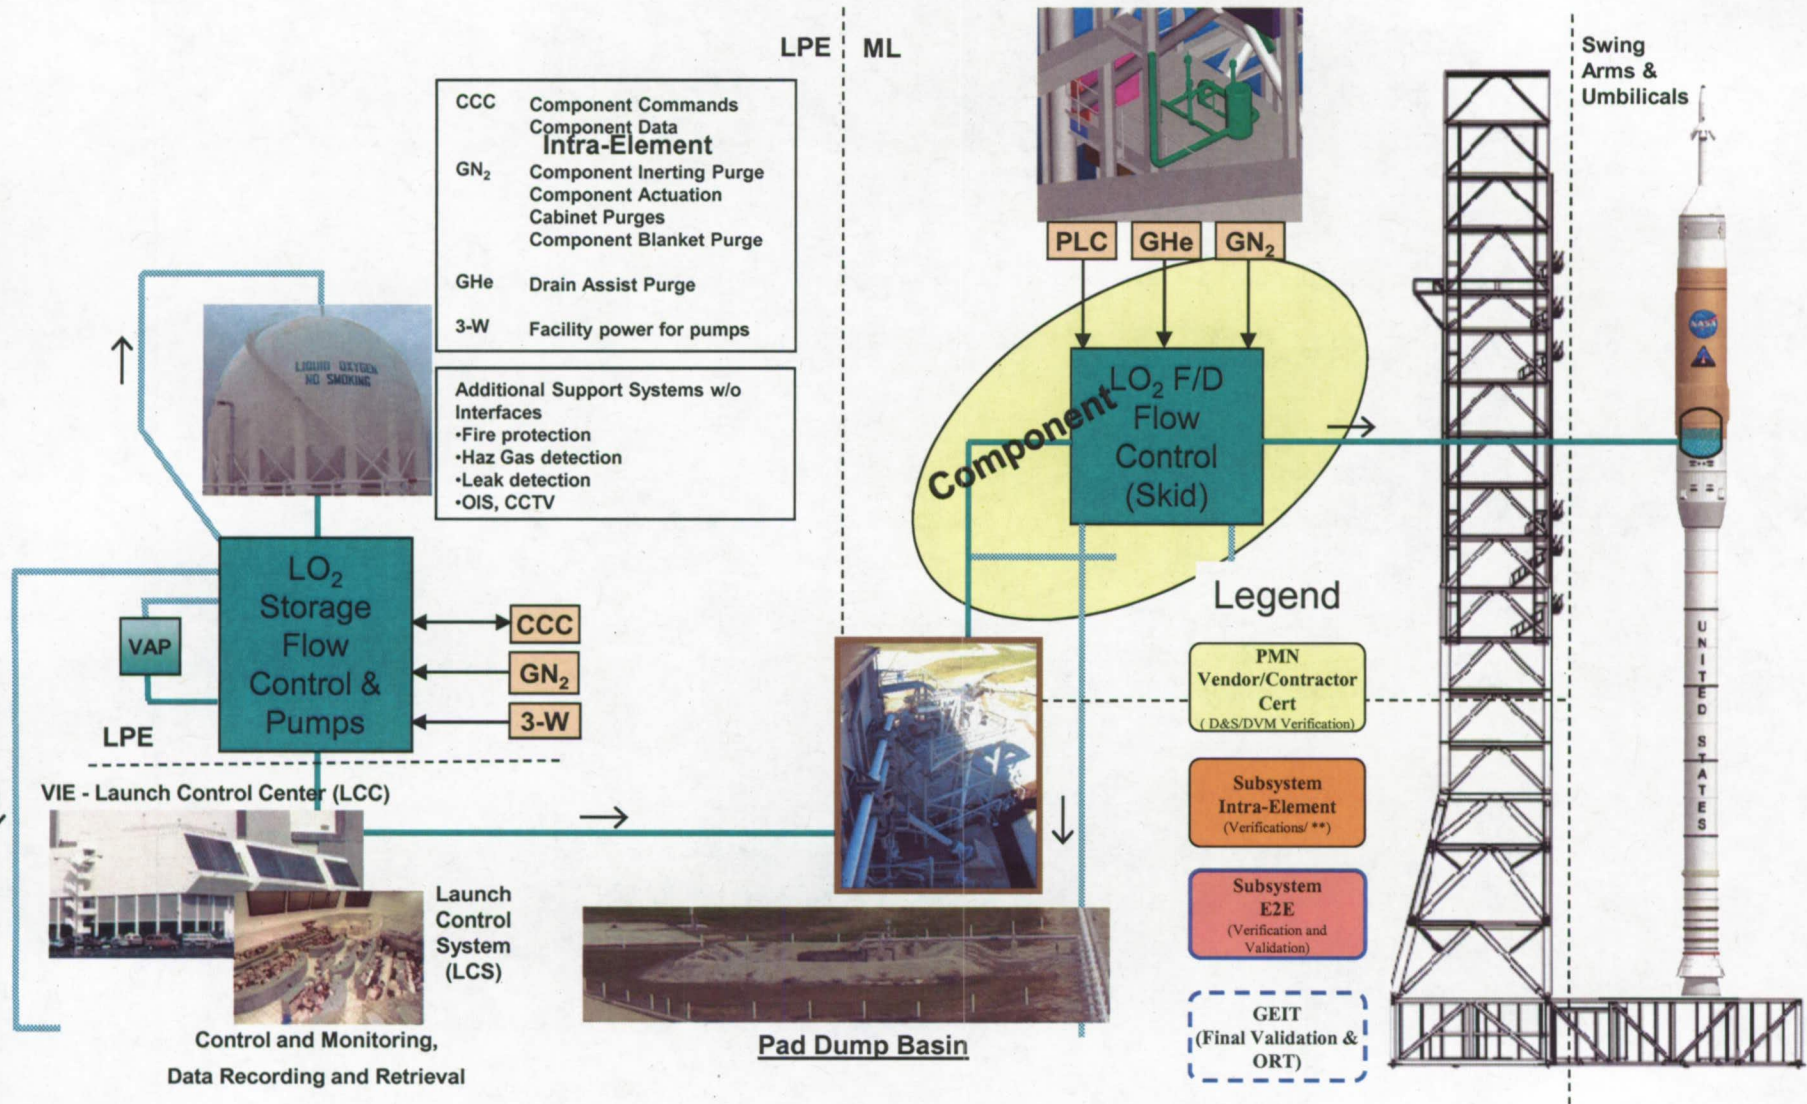 LPE
ML
Swing
Arms &
Umbilicals
CCC Component Commands
Component Data
Intra-Element
GN2 Component Inerting Purge
Component Actuation
Cabinet Purges
Component Blanket Purge
GHe Drain Assist Purge
3-W Facility power for pumps
Additional Support Systems w/o
Interfaces
•Fire protection
•Haz Gas detection
•Leak detection
•OIS, CCTV
LIQUID OXYGEN
NO SMOKING
PLC
GHe
GN2
Component
LO2 F/D
Flow
Control
(Skid)
NASA
LO2
Storage
Flow
Control &
Pumps
VAP
CCC
GN2
3-W
LPE
VIE - Launch Control Center (LCC)
Launch
Control
System
(LCS)
Control and Monitoring,
Data Recording and Retrieval
Pad Dump Basin
Legend
PMN
Vendor/Contractor
Cert
( D&S/DVM Verification)
Subsystem
Intra-Element
(Verifications/ **)
Subsystem
E2E
(Verification and
Validation)
GEIT
(Final Validation &
ORT)
UNITED STATES